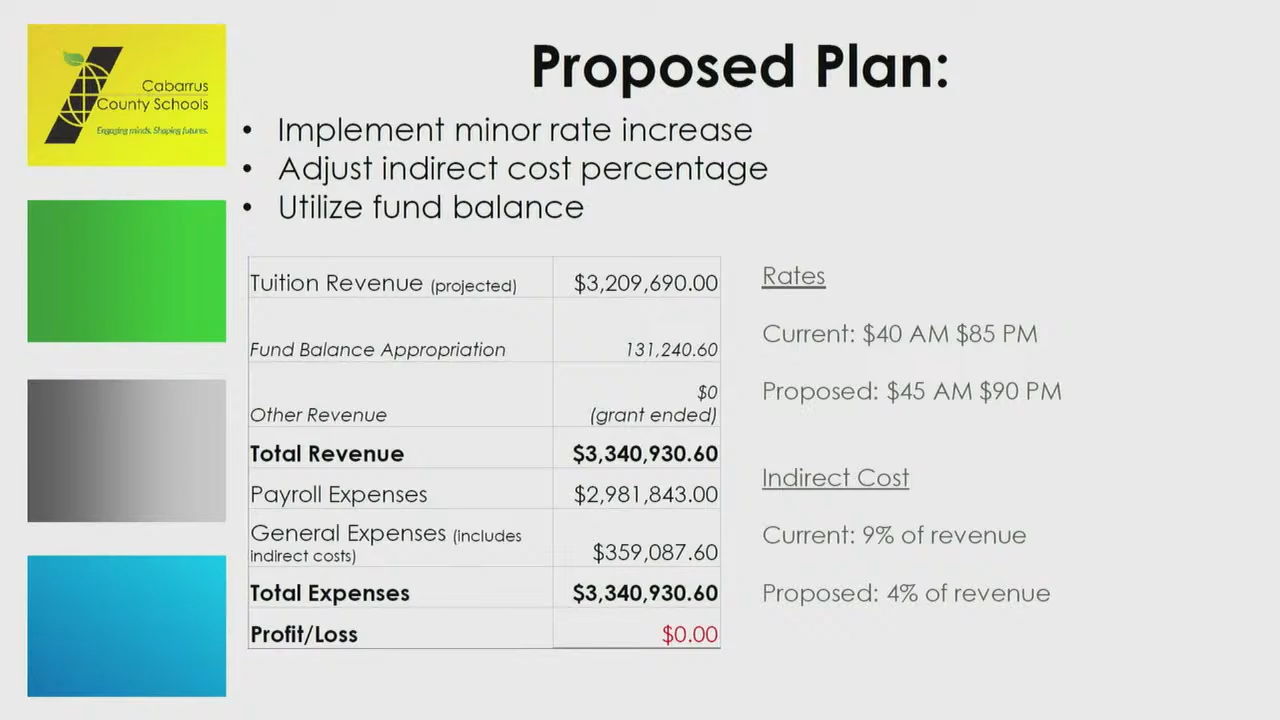 Cabarrus
County Schools
Engaging minds. Shaping futures.
Proposed Plan:
• Implement minor rate increase
• Adjust indirect cost percentage
• Utilize fund balance
Tuition Revenue (projected) $3,209,690.00
Fund Balance Appropriation 131,240.60
$0
Other Revenue (grant ended)
Total Revenue $3,340,930.60
Payroll Expenses $2,981,843.00
General Expenses (includes
indirect costs) $359,087.60
Total Expenses $3,340,930.60
Profit/Loss $0.00
Rates
Current: $40 AM $85 PM
Proposed: $45 AM $90 PM
Indirect Cost
Current: 9% of revenue
Proposed: 4% of revenue